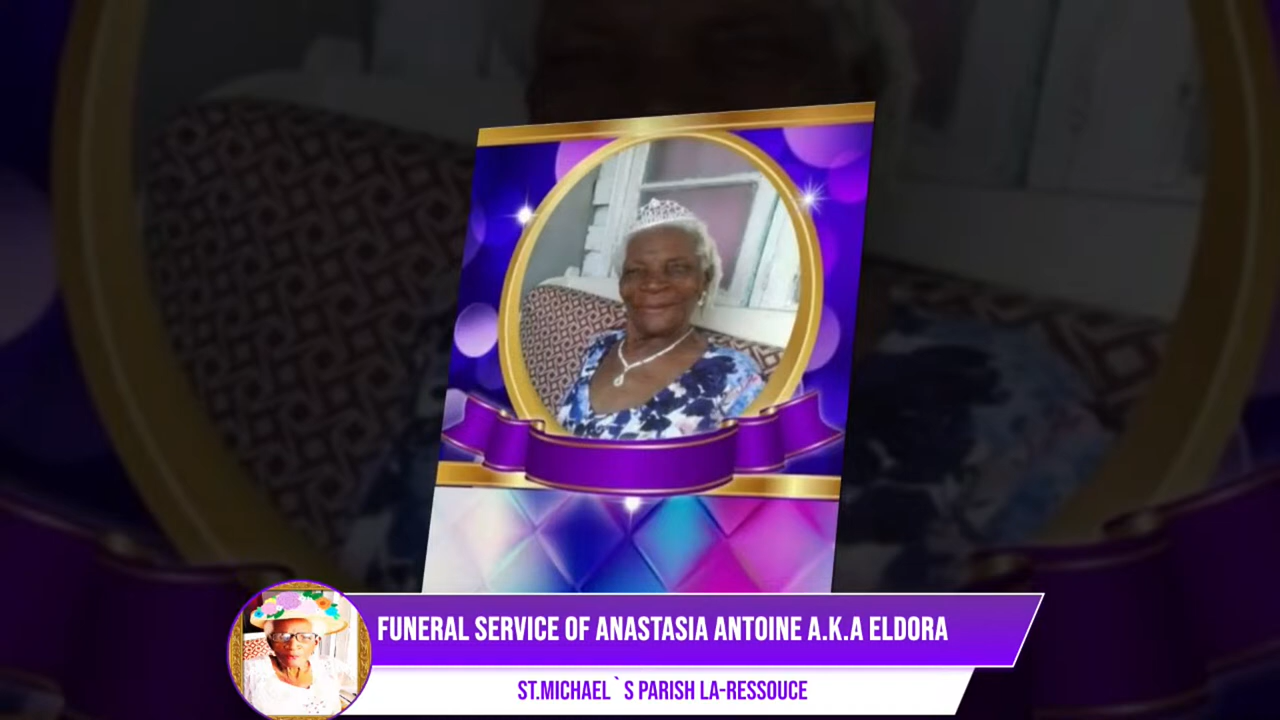 FUNERAL SERVICE OF ANASTASIA ANTOINE A.K.A ELDORA
ST.MICHAEL`S PARISH LA-RESSOUCE